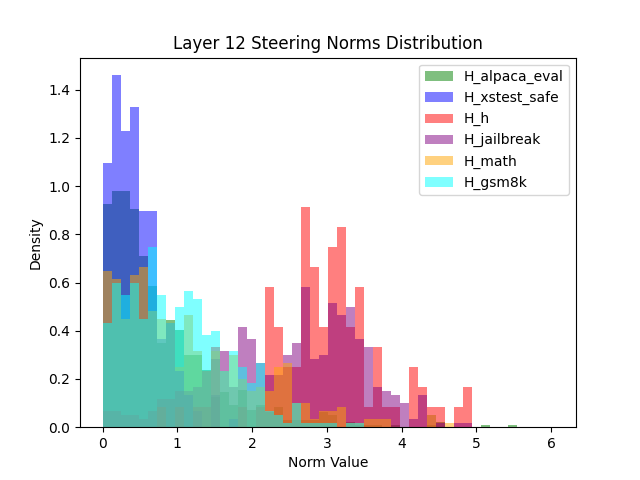 Layer 12 Steering Norms Distribution
H_alpaca_eval
H_xstest_safe
H_h
H_jailbreak
H_math
H_gsm8k
1.4
1.2
1.0
0.8
0.6
0.4
0.2
0.0
Density
0 1 2 3 4 5 6
Norm Value